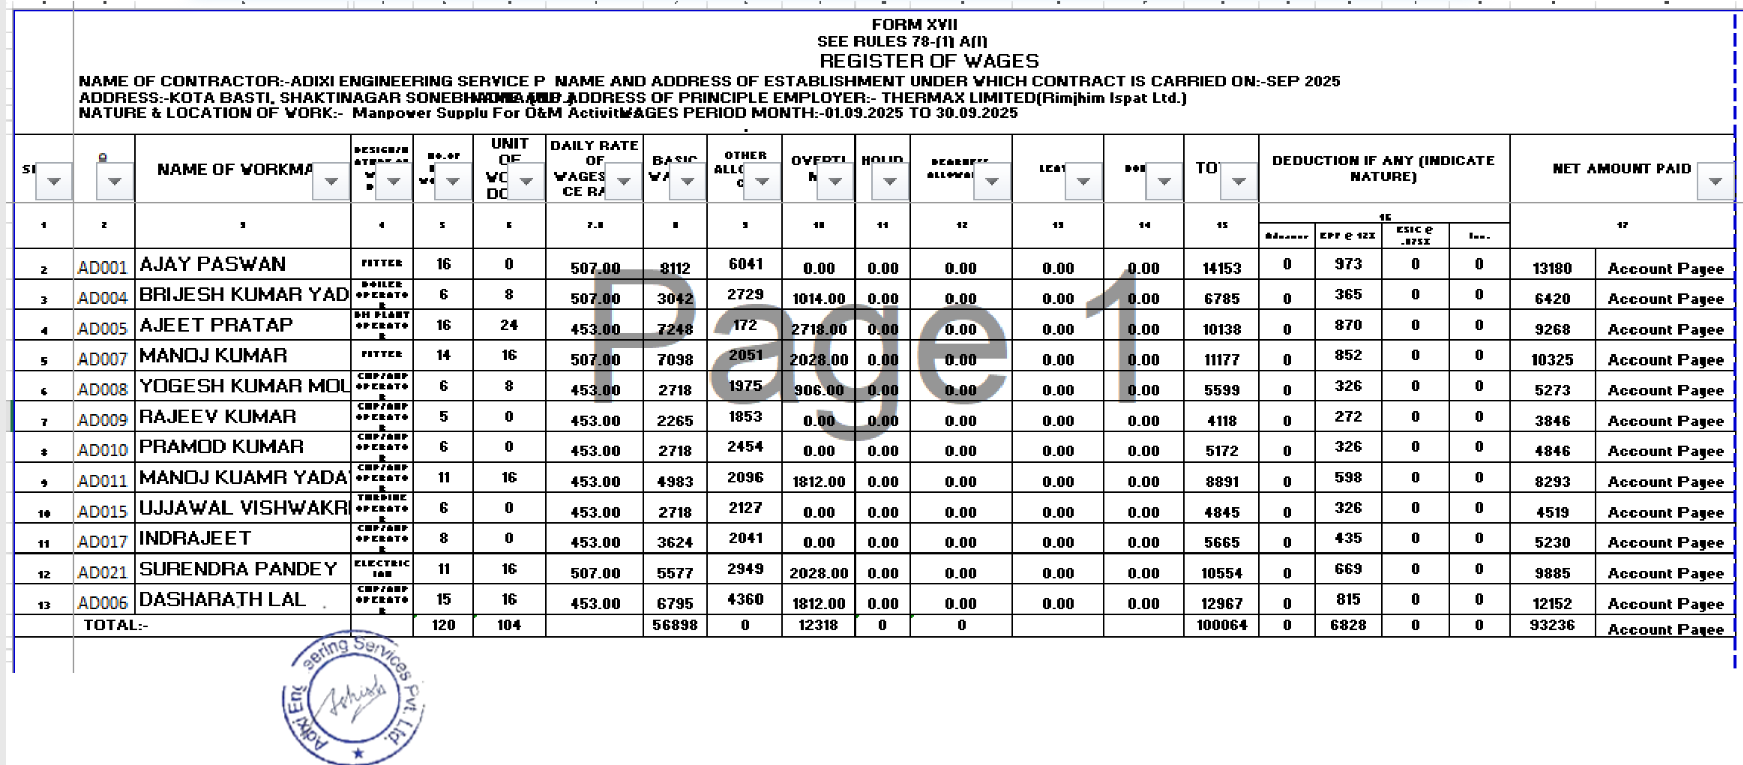 FORM XVII
SEE RULES 78-(1) A(I)
REGISTER OF WAGES
NAME OF CONTRACTOR:-ADIXI ENGINEERING SERVICE P NAME AND ADDRESS OF ESTABLISHMENT UNDER WHICH CONTRACT IS CARRIED ON:-SEP 2025
ADDRESS:-KOTA BASTI, SHAKTINAGAR ADDRESS OF PRINCIPLE EMPLOYER:- THERMAX LIMITED(Rimjhim Ispat Ltd.)
NATURE & LOCATION OF WORK:- Manpower Supplu For O&M Activit WAGES PERIOD MONTH:-01.09.2025 TO 30.09.2025
NAME OF WORKMA UNIT OF DAILY RATE OF WAGES CE RA BASIC OTHER OVERTI HOLID TO DEDUCTION IF ANY (INDICATE NATURE) NET AMOUNT PAID
1 2 3 4 5 6 7.8 8 9 10 11 12 13 14 15 16 17
EPF @ 12% ESIC @ .075%
2 AD001 AJAY PASWAN FITTER 16 0 507.00 8112 6041 0.00 0.00 0.00 0.00 0.00 14153 0 973 0 0 13180 Account Payee
3 AD004 BRIJESH KUMAR YAD BOILER OPERATOR 6 8 507.00 3042 2729 1014.00 0.00 0.00 0.00 0.00 6785 0 365 0 0 6420 Account Payee
4 AD005 AJEET PRATAP DM PLANT OPERATOR 16 24 453.00 7248 172 2718.00 0.00 0.00 0.00 0.00 10138 0 870 0 0 9268 Account Payee
5 AD007 MANOJ KUMAR FITTER 14 16 507.00 7098 2051 2028.00 0.00 0.00 0.00 0.00 11177 0 852 0 0 10325 Account Payee
6 AD008 YOGESH KUMAR MOU CHP/AHP OPERATOR 6 8 453.00 2718 1975 906.00 0.00 0.00 0.00 0.00 5599 0 326 0 0 5273 Account Payee
7 AD009 RAJEEV KUMAR CHP/AHP OPERATOR 5 0 453.00 2265 1853 0.00 0.00 0.00 0.00 0.00 4118 0 272 0 0 3846 Account Payee
8 AD010 PRAMOD KUMAR CHP/AHP OPERATOR 6 0 453.00 2718 2454 0.00 0.00 0.00 0.00 0.00 5172 0 326 0 0 4846 Account Payee
9 AD011 MANOJ KUAMR YADA CHP/AHP OPERATOR 11 16 453.00 4983 2096 1812.00 0.00 0.00 0.00 0.00 8891 0 598 0 0 8293 Account Payee
10 AD015 UJJAWAL VISHWAKR TURBINE OPERATOR 6 0 453.00 2718 2127 0.00 0.00 0.00 0.00 0.00 4845 0 326 0 0 4519 Account Payee
11 AD017 INDRAJEET CHP/AHP OPERATOR 8 0 453.00 3624 2041 0.00 0.00 0.00 0.00 0.00 5665 0 435 0 0 5230 Account Payee
12 AD021 SURENDRA PANDEY ELECTRICIAN 11 16 507.00 5577 2949 2028.00 0.00 0.00 0.00 0.00 10554 0 669 0 0 9885 Account Payee
13 AD006 DASHARATH LAL CHP/AHP OPERATOR 15 16 453.00 6795 4360 1812.00 0.00 0.00 0.00 0.00 12967 0 815 0 0 12152 Account Payee
TOTAL:- 120 104 56898 0 12318 0 0 100064 0 6828 0 0 93236 Account Payee
Page 1
Adixi Eng eering Services Pvt. Ltd.
Ashish